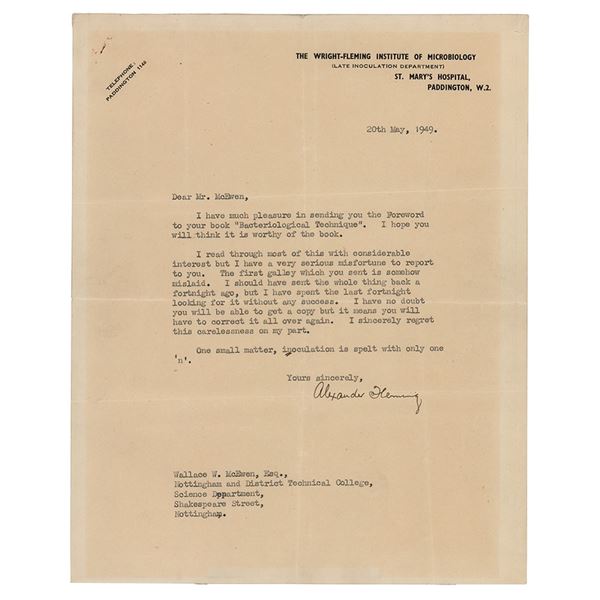 THE WRIGHT-FLEMING INSTITUTE OF MICROBIOLOGY
(LATE INOCULATION DEPARTMENT)
ST. MARY'S HOSPITAL,
PADDINGTON, W.2.
TELEPHONE:
PADDINGTON 1146
20th May, 1949.
Dear Mr. McEwen,
I have much pleasure in sending you the Foreword
to your book "Bacteriological Technique". I hope you
will think it is worthy of the book.
I read through most of this with considerable
interest but I have a very serious misfortune to report
to you. The first galley which you sent is somehow
mislaid. I should have sent the whole thing back a
fortnight ago, but I have spent the last fortnight
looking for it without any success. I have no doubt
you will be able to get a copy but it means you will
have to correct it all over again. I sincerely regret
this carelessness on my part.
One small matter, inoculation is spelt with only one
'n'.
Yours sincerely,
Alexander Fleming
Wallace W. McEwen, Esq.,
Nottingham and District Technical College,
Science Department,
Shakespeare Street,
Nottingham.